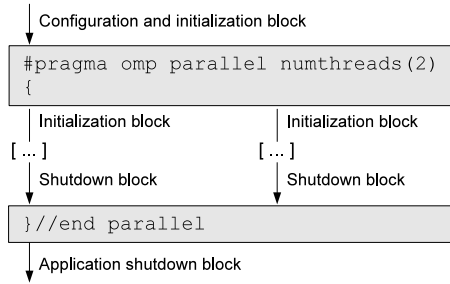 Configuration and initialization block
#pragma omp parallel numthreads(2)
{
Initialization block Initialization block
[ ... ] [ ... ]
Shutdown block Shutdown block
}//end parallel
Application shutdown block